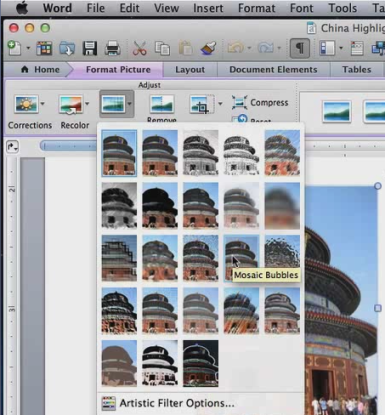 Word File Edit View Insert Format Font Tools Ta
China Highlig
Home Format Picture Layout Document Elements Tables
Adjust
Compress
Corrections Recolor Remove Reset
Mosaic Bubbles
Artistic Filter Options...